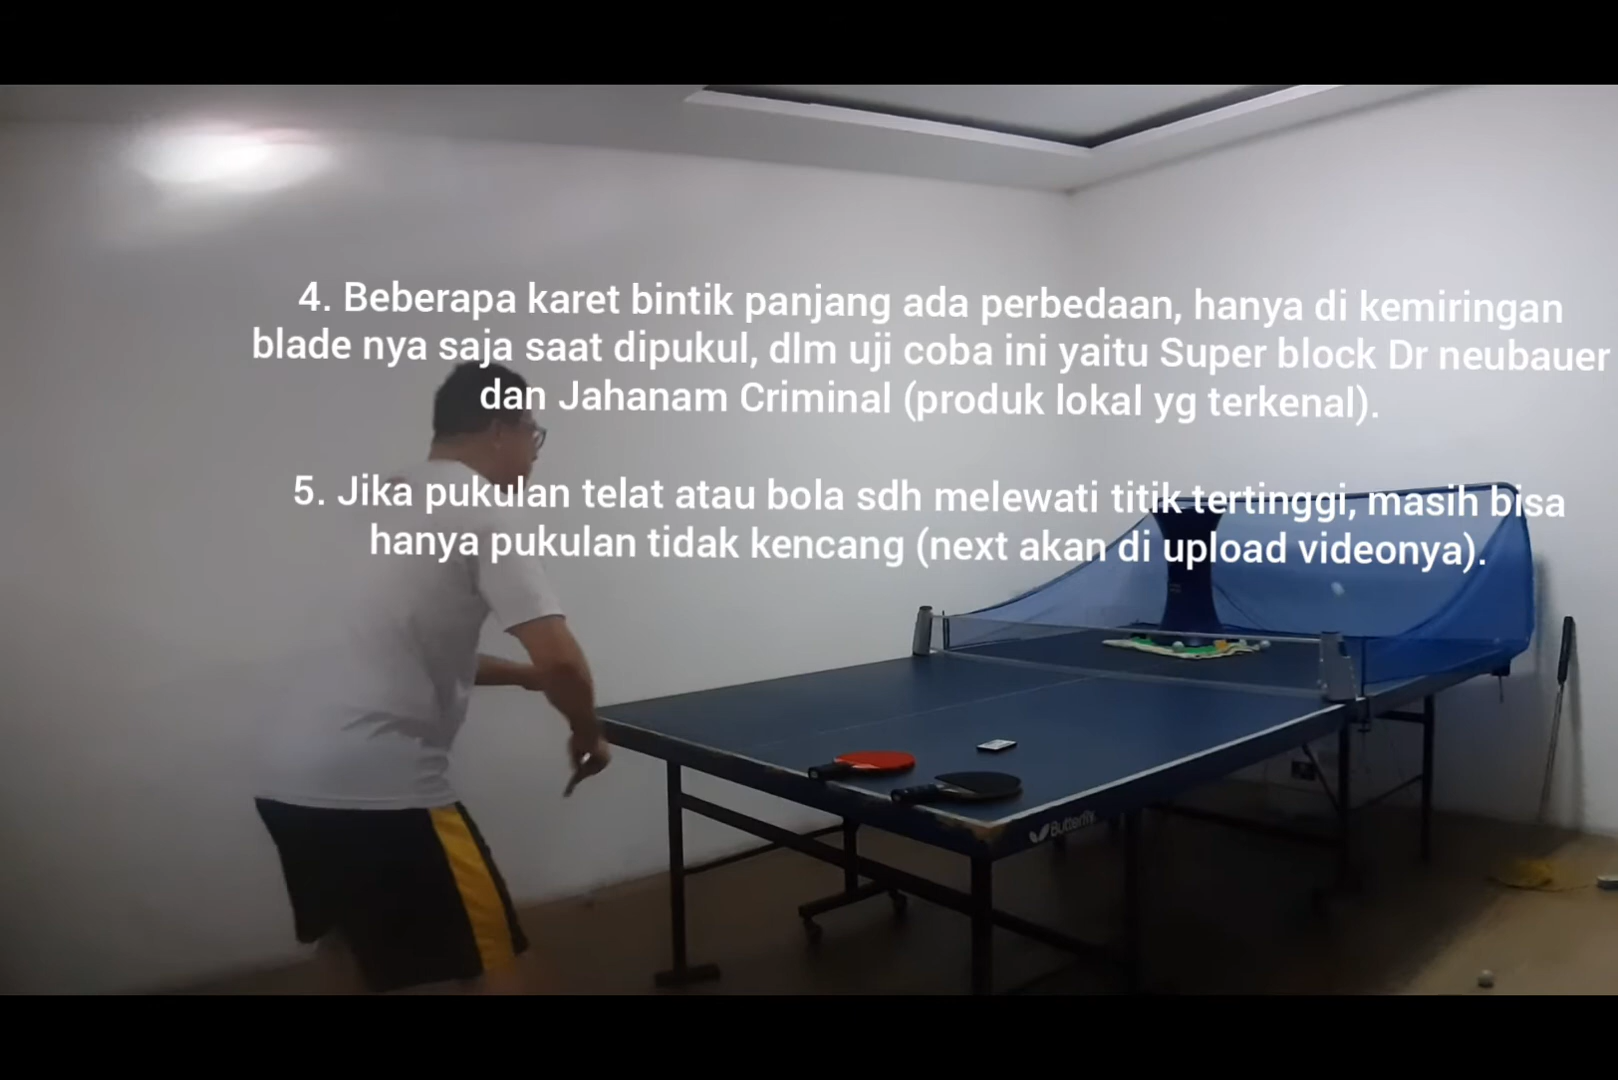 4. Beberapa karet bintik panjang ada perbedaan, hanya di kemiringan
blade nya saja saat dipukul, dlm uji coba ini yaitu Super block Dr neubauer
dan Jahanam Criminal (produk lokal yg terkenal).
5. Jika pukulan telat atau bola sdh melewati titik tertinggi, masih bisa
hanya pukulan tidak kencang (next akan di upload videonya).
Butterfly